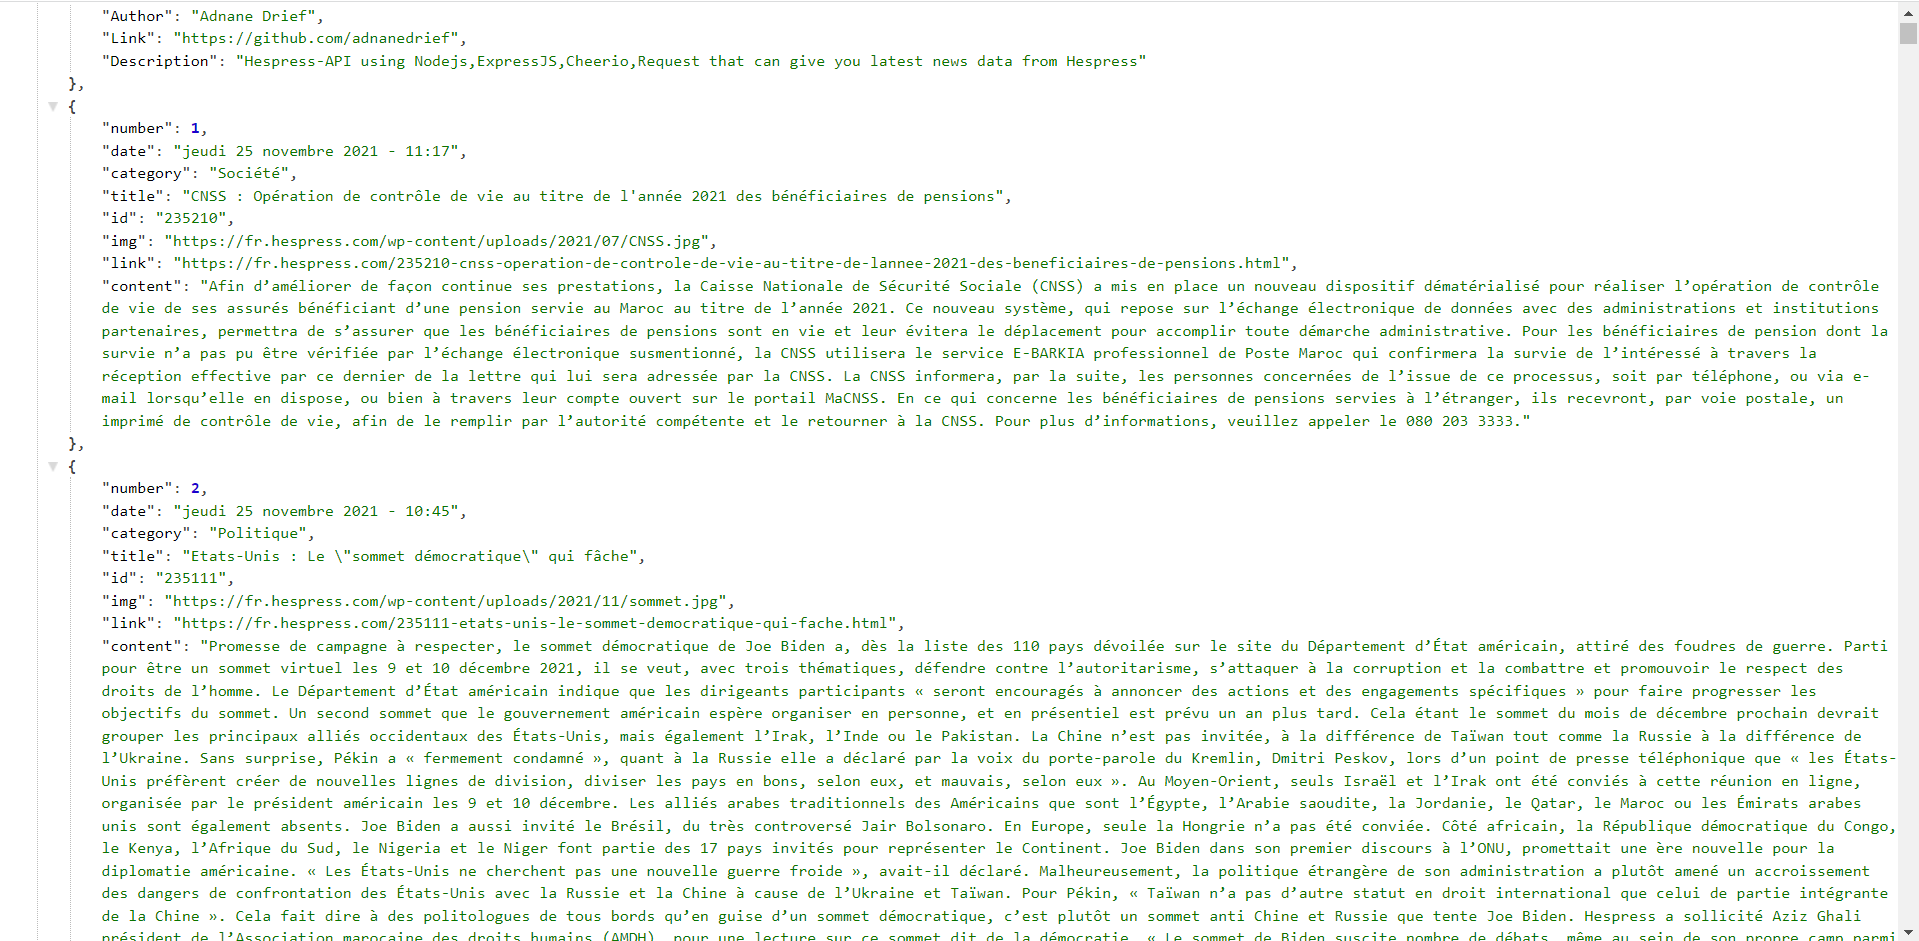 "Author": "Adnane Drief",
"Link": "https://github.com/adnanedrief",
"Description": "Hespress-API using Nodejs,ExpressJS,Cheerio,Request that can give you latest news data from Hespress"
},
{
"number": 1,
"date": "jeudi 25 novembre 2021 - 11:17",
"category": "Société",
"title": "CNSS : Opération de contrôle de vie au titre de l'année 2021 des bénéficiaires de pensions",
"id": "235210",
"img": "https://fr.hespress.com/wp-content/uploads/2021/07/CNSS.jpg",
"link": "https://fr.hespress.com/235210-cnss-operation-de-controle-de-vie-au-titre-de-lannee-2021-des-beneficiaires-de-pensions.html",
"content": "Afin d’améliorer de façon continue ses prestations, la Caisse Nationale de Sécurité Sociale (CNSS) a mis en place un nouveau dispositif dématérialisé pour réaliser l’opération de contrôle
de vie de ses assurés bénéficiant d’une pension servie au Maroc au titre de l’année 2021. Ce nouveau système, qui repose sur l’échange électronique de données avec des administrations et institutions
partenaires, permettra de s’assurer que les bénéficiaires de pensions sont en vie et leur évitera le déplacement pour accomplir toute démarche administrative. Pour les bénéficiaires de pension dont la
survie n’a pas pu être vérifiée par l’échange électronique susmentionné, la CNSS utilisera le service E-BARKIA professionnel de Poste Maroc qui confirmera la survie de l’intéressé à travers la
réception effective par ce dernier de la lettre qui lui sera adressée par la CNSS. La CNSS informera, par la suite, les personnes concernées de l’issue de ce processus, soit par téléphone, ou via e-
mail lorsqu’elle en dispose, ou bien à travers leur compte ouvert sur le portail MaCNSS. En ce qui concerne les bénéficiaires de pensions servies à l’étranger, ils recevront, par voie postale, un
imprimé de contrôle de vie, afin de le remplir par l’autorité compétente et le retourner à la CNSS. Pour plus d’informations, veuillez appeler le 080 203 3333."
},
{
"number": 2,
"date": "jeudi 25 novembre 2021 - 10:45",
"category": "Politique",
"title": "Etats-Unis : Le \"sommet démocratique\" qui fâche",
"id": "235111",
"img": "https://fr.hespress.com/wp-content/uploads/2021/11/sommet.jpg",
"link": "https://fr.hespress.com/235111-etats-unis-le-sommet-democratique-qui-fache.html",
"content": "Promesse de campagne à respecter, le sommet démocratique de Joe Biden a, dès la liste des 110 pays dévoilée sur le site du Département d’État américain, attiré des foudres de guerre. Parti
pour être un sommet virtuel les 9 et 10 décembre 2021, il se veut, avec trois thématiques, défendre contre l’autoritarisme, s’attaquer à la corruption et la combattre et promouvoir le respect des
droits de l’homme. Le Département d’État américain indique que les dirigeants participants « seront encouragés à annoncer des actions et des engagements spécifiques » pour faire progresser les
objectifs du sommet. Un second sommet que le gouvernement américain espère organiser en personne, et en présentiel est prévu un an plus tard. Cela étant le sommet du mois de décembre prochain devrait
grouper les principaux alliés occidentaux des États-Unis, mais également l’Irak, l’Inde ou le Pakistan. La Chine n’est pas invitée, à la différence de Taïwan tout comme la Russie à la différence de
l’Ukraine. Sans surprise, Pékin a « fermement condamné », quant à la Russie elle a déclaré par la voix du porte-parole du Kremlin, Dmitri Peskov, lors d’un point de presse téléphonique que « les États-
Unis préfèrent créer de nouvelles lignes de division, diviser les pays en bons, selon eux, et mauvais, selon eux ». Au Moyen-Orient, seuls Israël et l’Irak ont été conviés à cette réunion en ligne,
organisée par le président américain les 9 et 10 décembre. Les alliés arabes traditionnels des Américains que sont l’Égypte, l’Arabie saoudite, la Jordanie, le Qatar, le Maroc ou les Émirats arabes
unis sont également absents. Joe Biden a aussi invité le Brésil, du très controversé Jair Bolsonaro. En Europe, seule la Hongrie n’a pas été conviée. Côté africain, la République démocratique du Congo,
le Kenya, l’Afrique du Sud, le Nigeria et le Niger font partie des 17 pays invités pour représenter le Continent. Joe Biden dans son premier discours à l’ONU, promettait une ère nouvelle pour la
diplomatie américaine. « Les États-Unis ne cherchent pas une nouvelle guerre froide », avait-il déclaré. Malheureusement, la politique étrangère de son administration a plutôt amené un accroissement
des dangers de confrontation des États-Unis avec la Russie et la Chine à cause de l’Ukraine et Taïwan. Pour Pékin, « Taïwan n’a pas d’autre statut en droit international que celui de partie intégrante
de la Chine ». Cela fait dire à des politologues de tous bords qu’en guise d’un sommet démocratique, c’est plutôt un sommet anti Chine et Russie que tente Joe Biden. Hespress a sollicité Aziz Ghali
président de l’Association marocaine des droits humains (AMDH), pour une lecture sur ce sommet dit de la démocratie. « Le sommet de Biden suscite nombre de débats, même au sein de son propre camp parmi